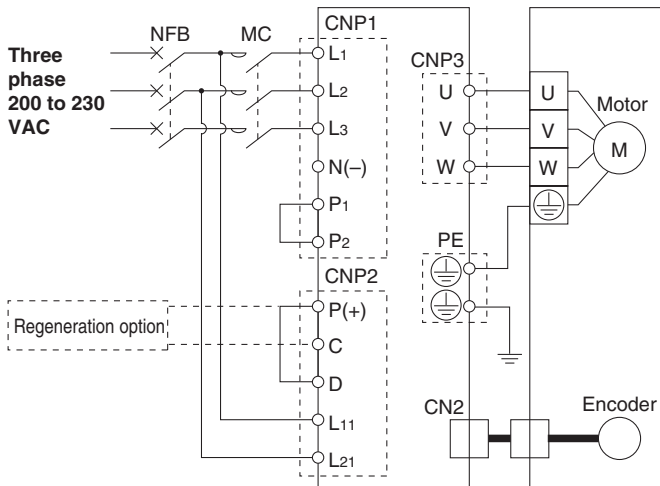 CNP1
NFB
MC
Three
phase
200 to 230
VAC
L1
L2
L3
N(–)
P1
P2
CNP3
U
V
W
U
V
W
Motor
M
PE
CNP2
Regeneration option
P(+)
C
D
L11
L21
CN2
Encoder